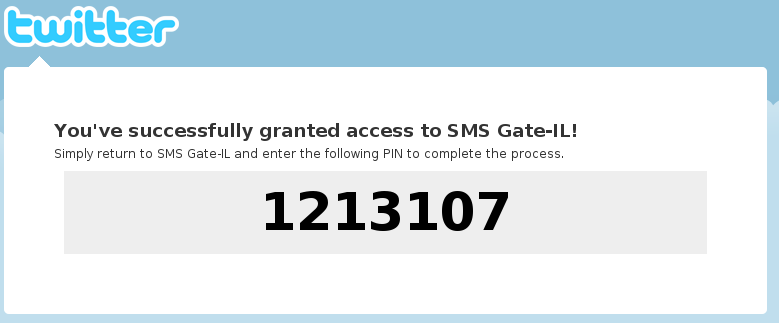 twitter
You've successfully granted access to SMS Gate-IL!
Simply return to SMS Gate-IL and enter the following PIN to complete the process.
1213107